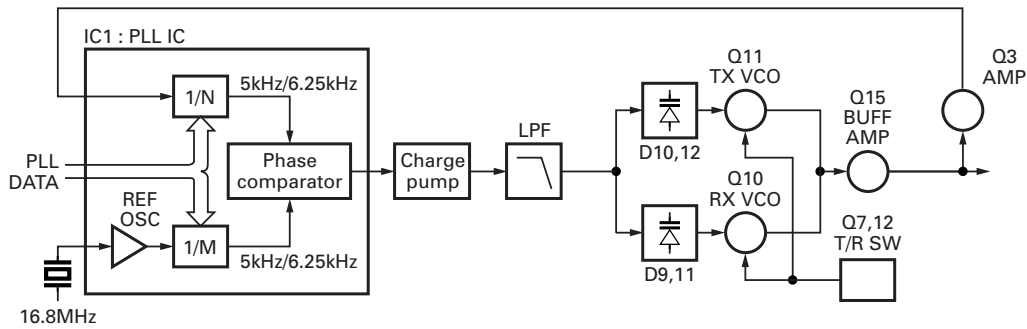 IC1 : PLL IC
Q3
AMP
5kHz/6.25kHz
1/N
Q11
TX VCO
Q15
BUFF
AMP
PLL
DATA
Phase
comparator
Charge
pump
LPF
D10,12
REF
OSC
1/M
5kHz/6.25kHz
Q10
RX VCO
Q7,12
T/R SW
D9,11
16.8MHz